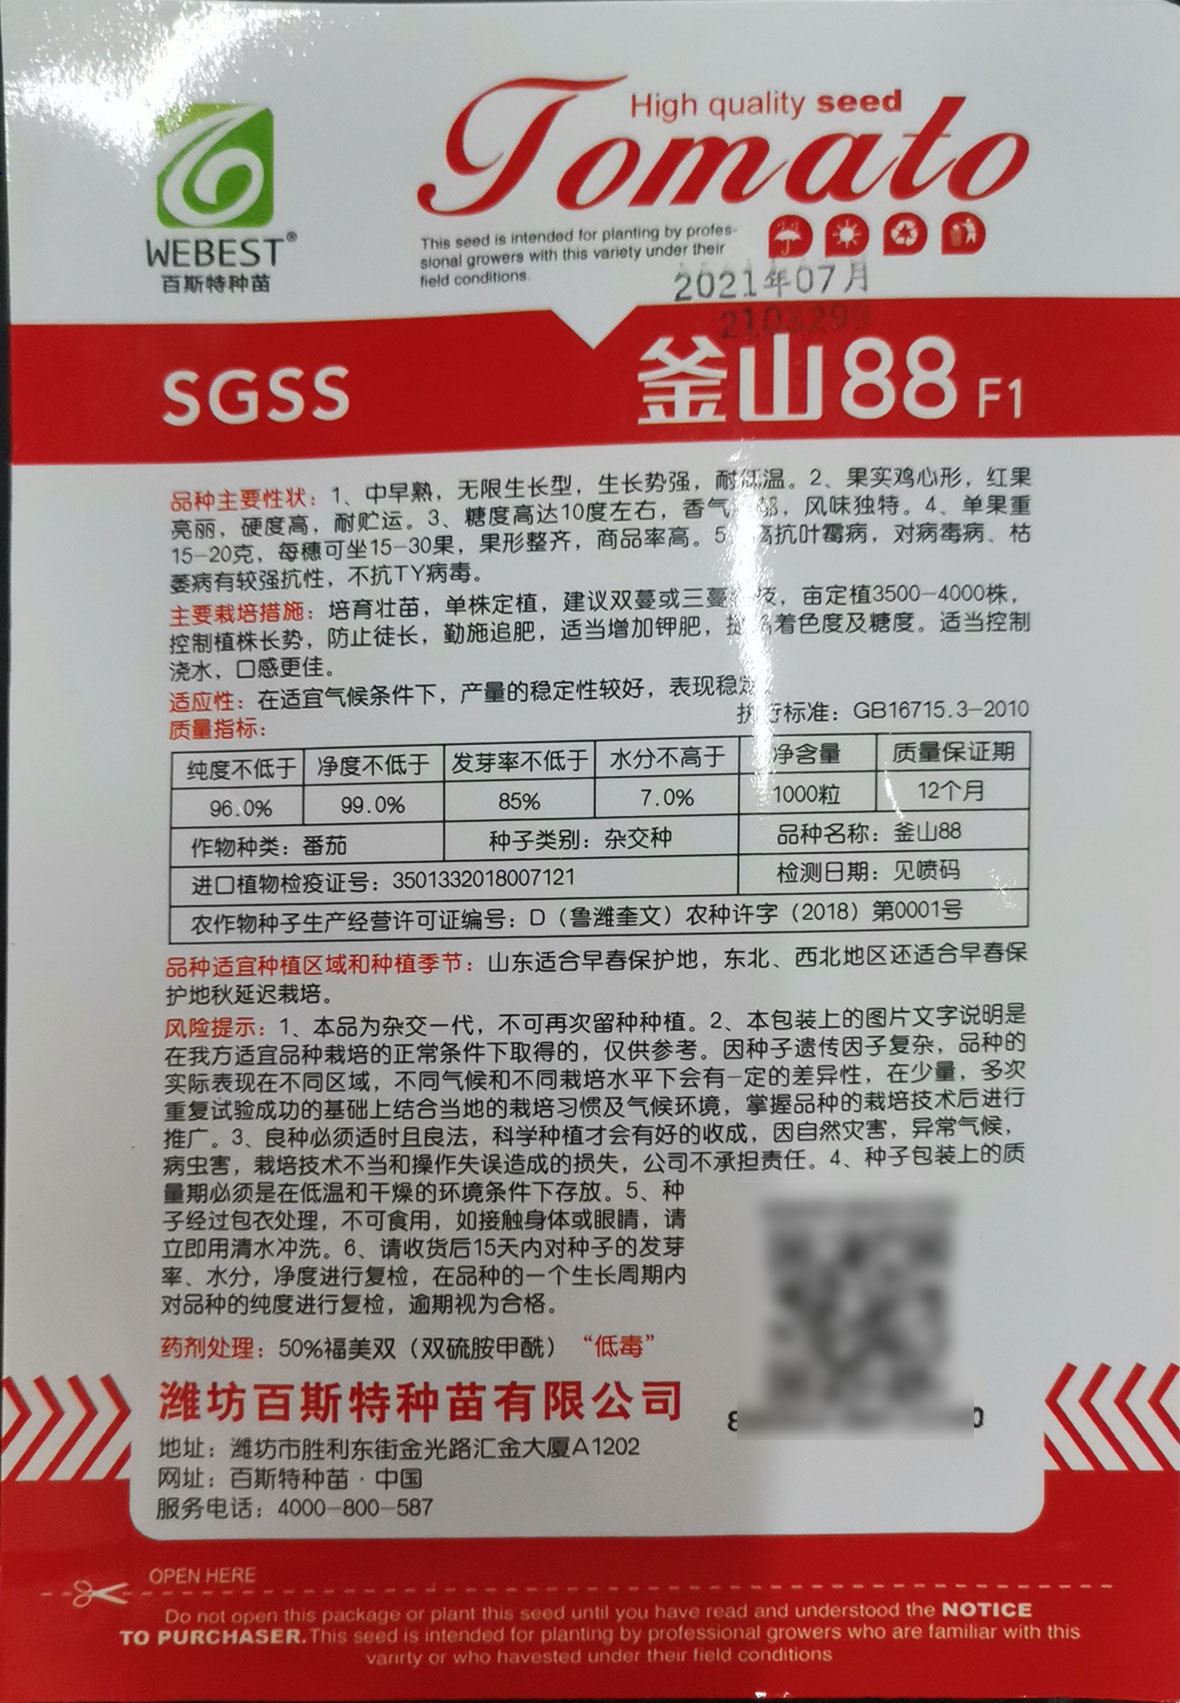 High quality seed
Tomato
WEBEST®
百斯特种苗
This seed is intended for planting by profes-
sional growers with this variety under their
field conditions.
2021年07月
SGSS
釜山88 F1
品种主要性状：1、中早熟，无限生长型，生长势强，耐低温。2、果实鸡心形，红果
亮丽，硬度高，耐贮运。3、糖度高达10度左右，香气 郁，风味独特。4、单果重
15-20克，每穗可坐15-30果，果形整齐，商品率高。5、高抗叶霉病，对病毒病、枯
萎病有较强抗性，不抗TY病毒。
主要栽培措施：培育壮苗，单株定植，建议双蔓或三蔓 枝，亩定植3500-4000株，
控制植株长势，防止徒长，勤施追肥，适当增加钾肥， 着色度及糖度。适当控制
浇水，口感更佳。
适应性：在适宜气候条件下，产量的稳定性较好，表现稳定。
质量指标：
执行标准：GB16715.3-2010
纯度不低于 净度不低于 发芽率不低于 水分不高于 净含量 质量保证期
96.0% 99.0% 85% 7.0% 1000粒 12个月
作物种类：番茄 种子类别：杂交种 品种名称：釜山88
进口植物检疫证号：3501332018007121 检测日期：见喷码
农作物种子生产经营许可证编号：D（鲁潍奎文）农种许字（2018）第0001号
品种适宜种植区域和种植季节：山东适合早春保护地，东北、西北地区还适合早春保
护地秋延迟栽培。
风险提示：1、本品为杂交一代，不可再次留种种植。2、本包装上的图片文字说明是
在我方适宜品种栽培的正常条件下取得的，仅供参考。因种子遗传因子复杂，品种的
实际表现在不同区域，不同气候和不同栽培水平下会有一定的差异性，在少量，多次
重复试验成功的基础上结合当地的栽培习惯及气候环境，掌握品种的栽培技术后进行
推广。3、良种必须适时且良法，科学种植才会有好的收成，因自然灾害，异常气候，
病虫害，栽培技术不当和操作失误造成的损失，公司不承担责任。4、种子包装上的质
量期必须是在低温和干燥的环境条件下存放。5、种
子经过包衣处理，不可食用，如接触身体或眼睛，请
立即用清水冲洗。6、请收货后15天内对种子的发芽
率、水分，净度进行复检，在品种的一个生长周期内
对品种的纯度进行复检，逾期视为合格。
药剂处理：50%福美双（双硫胺甲酰） “低毒”
潍坊百斯特种苗有限公司
地址：潍坊市胜利东街金光路汇金大厦A1202
网址：百斯特种苗·中国
服务电话：4000-800-587
OPEN HERE
Do not open this package or plant this seed until you have read and understood the NOTICE
TO PURCHASER.This seed is intended for planting by professional growers who are familiar with this
varirty or who havested under their field conditions